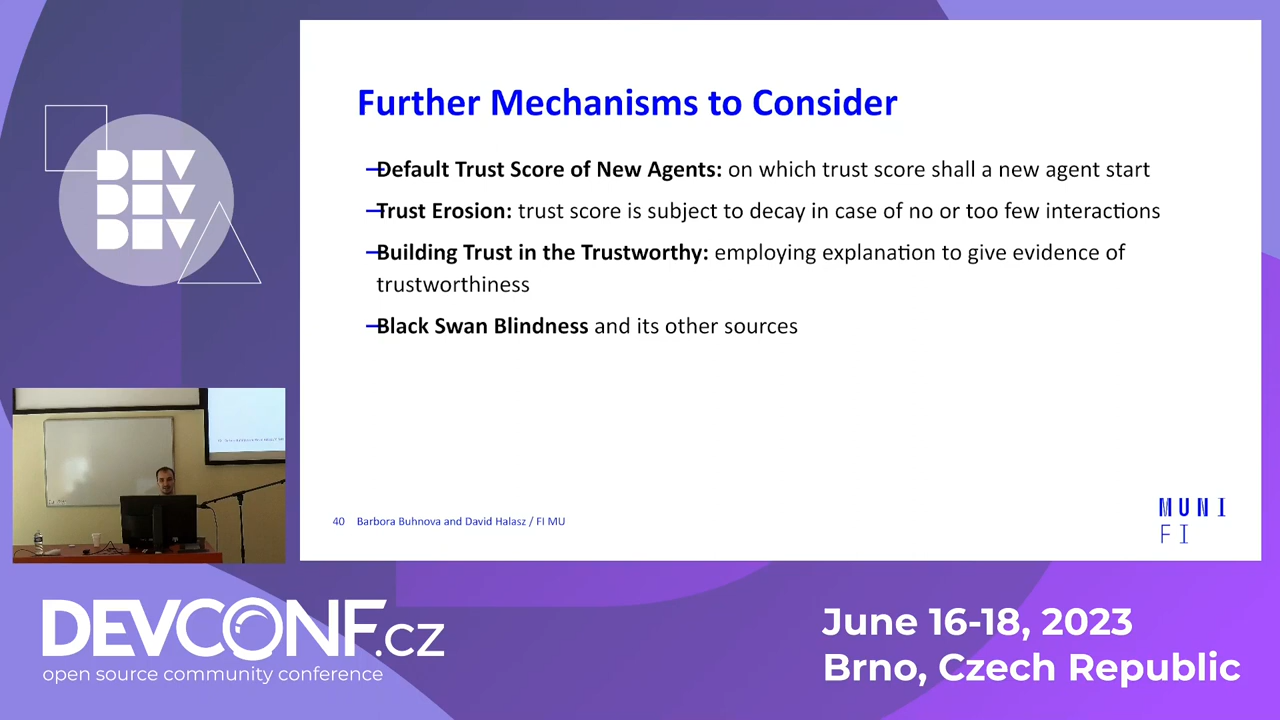 Further Mechanisms to Consider
Default Trust Score of New Agents: on which trust score shall a new agent start
Trust Erosion: trust score is subject to decay in case of no or too few interactions
Building Trust in the Trustworthy: employing explanation to give evidence of
trustworthiness
Black Swan Blindness and its other sources
40 Barbora Buhnova and David Halasz / FI MU
MUNI
FI
DEV
DEV
DEV
DEVCONF.cz
open source community conference
June 16-18, 2023
Brno, Czech Republic